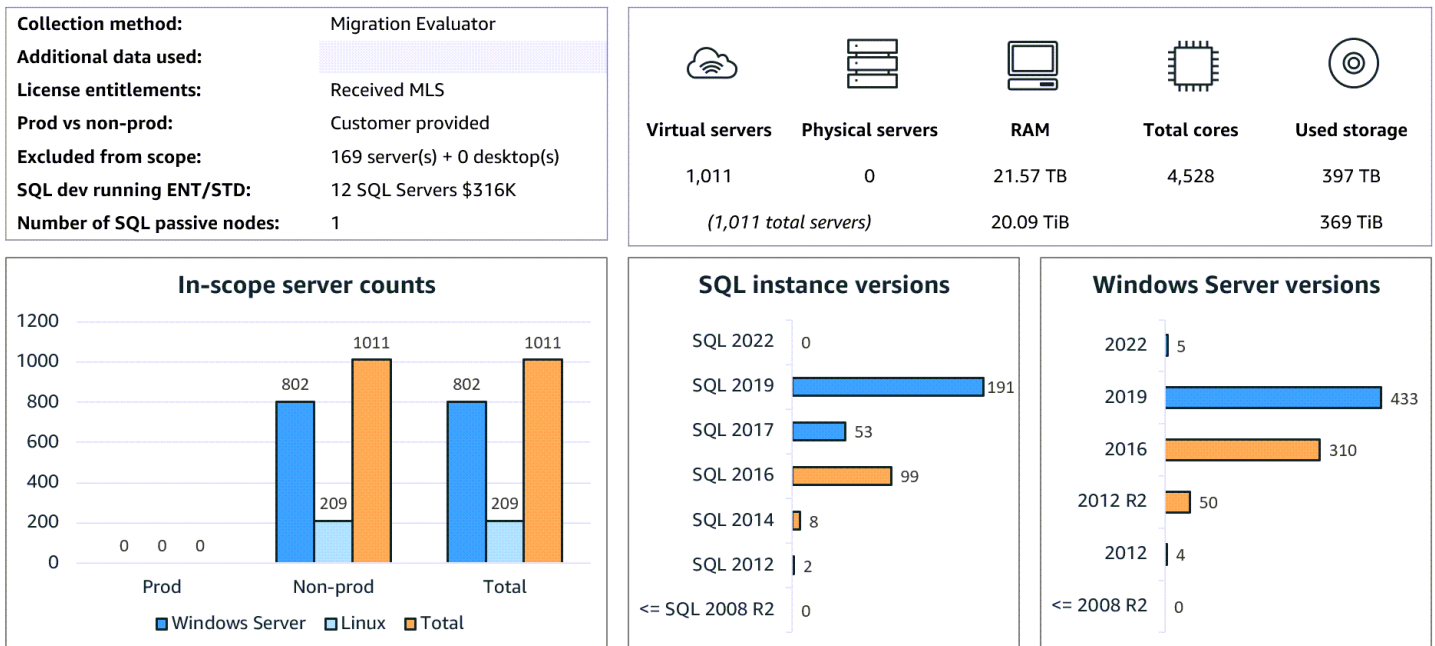 Collection method: Migration Evaluator
Additional data used:
License entitlements: Received MLS
Prod vs non-prod: Customer provided
Excluded from scope: 169 server(s) + 0 desktop(s)
SQL dev running ENT/STD: 12 SQL Servers $316K
Number of SQL passive nodes: 1
Virtual servers Physical servers RAM Total cores Used storage
1,011 0 21.57 TB 4,528 397 TB
(1,011 total servers) 20.09 TiB 369 TiB
In-scope server counts
1200
1000
800
600
400
200
0
0 0 0
802 209 1011
802 209 1011
Prod Non-prod Total
Windows Server Linux Total
SQL instance versions
SQL 2022 0
SQL 2019 191
SQL 2017 53
SQL 2016 99
SQL 2014 8
SQL 2012 2
<= SQL 2008 R2 0
Windows Server versions
2022 5
2019 433
2016 310
2012 R2 50
2012 4
<= 2008 R2 0